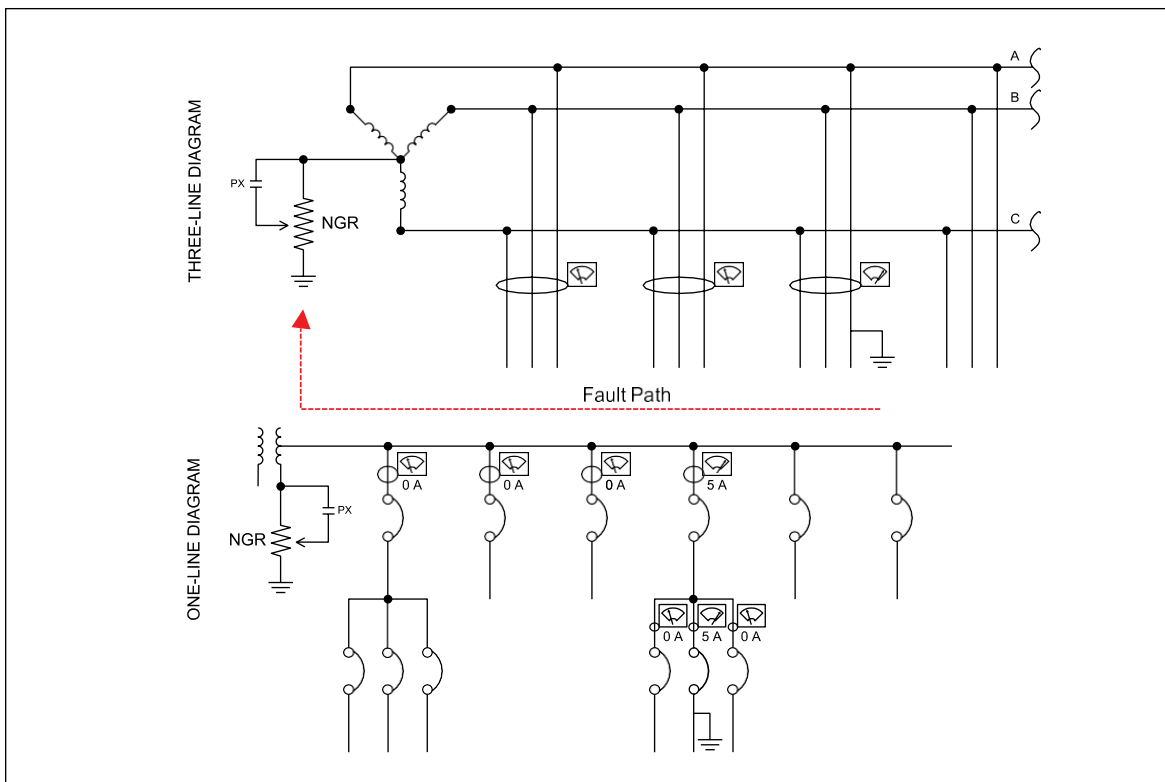 THREE-LINE DIAGRAM
A
B
PX
NGR
C
Fault Path
ONE-LINE DIAGRAM
0 A
0 A
0 A
5 A
PX
NGR
0 A
5 A
0 A